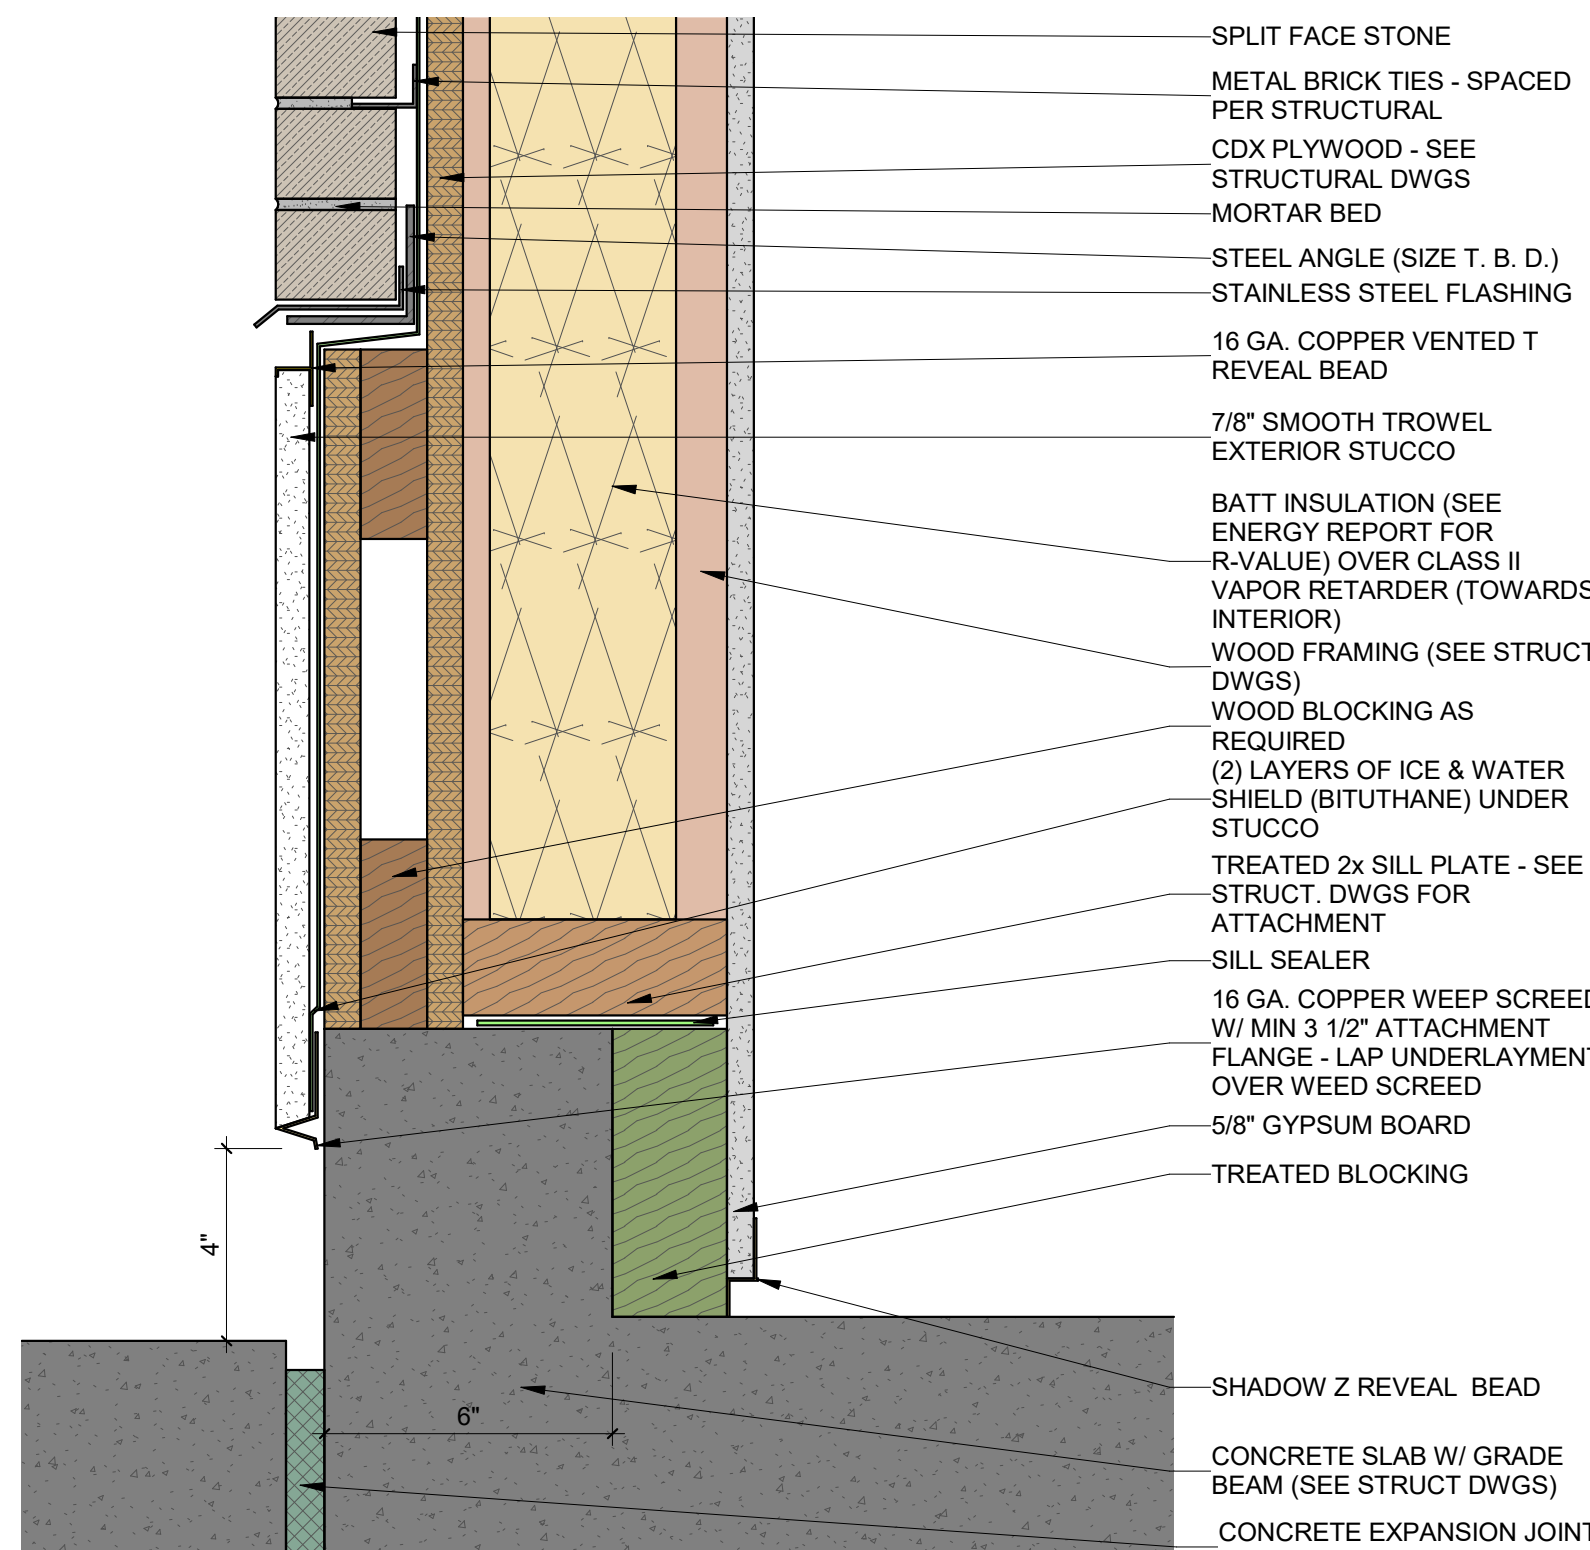 SPLIT FACE STONE
METAL BRICK TIES - SPACED
PER STRUCTURAL
CDX PLYWOOD - SEE
STRUCTURAL DWGS
MORTAR BED
STEEL ANGLE (SIZE T. B. D.)
STAINLESS STEEL FLASHING
16 GA. COPPER VENTED T
REVEAL BEAD
7/8" SMOOTH TROWEL
EXTERIOR STUCCO
BATT INSULATION (SEE
ENERGY REPORT FOR
R-VALUE) OVER CLASS II
VAPOR RETARDER (TOWARDS
INTERIOR)
WOOD FRAMING (SEE STRUCT
DWGS)
WOOD BLOCKING AS
REQUIRED
(2) LAYERS OF ICE & WATER
SHIELD (BITUTHANE) UNDER
STUCCO
TREATED 2x SILL PLATE - SEE
STRUCT. DWGS FOR
ATTACHMENT
SILL SEALER
16 GA. COPPER WEEP SCREED
W/ MIN 3 1/2" ATTACHMENT
FLANGE - LAP UNDERLAYMENT
OVER WEED SCREED
5/8" GYPSUM BOARD
TREATED BLOCKING
4"
SHADOW Z REVEAL BEAD
6"
CONCRETE SLAB W/ GRADE
BEAM (SEE STRUCT DWGS)
CONCRETE EXPANSION JOINT